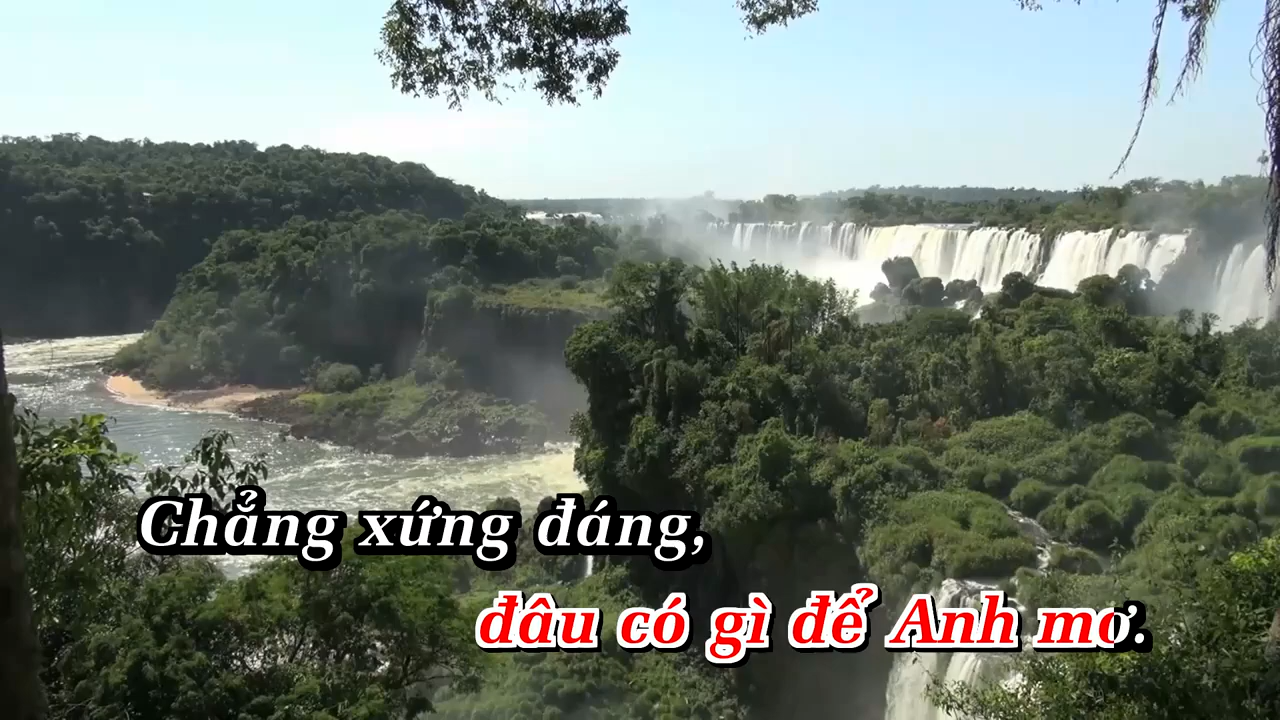 Chẳng xứng đáng,
đâu có gì để Anh mơ.